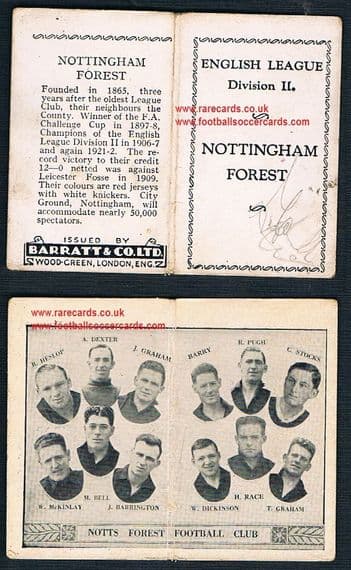 NOTTINGHAM
FOREST
Founded in 1865, three
years after the oldest League
Club, their neighbours the
County. Winner of the F.A.
Challenge Cup in 1897-8,
Champions of the English
League Division II in 1906-7
and again 1921-2. The re-
cord victory to their credit
12—0 netted was against
Leicester Fosse in 1909.
Their colours are red jerseys
with white knickers. City
Ground, Nottingham, will
accommodate nearly 50,000
spectators.
ISSUED BY
BARRATT & CO. LTD.
WOOD-GREEN, LONDON, ENG.
ENGLISH LEAGUE
Division II.
www.rarecards.co.uk
www.footballsoccercards.com
NOTTINGHAM
FOREST
www.rarecards.co.uk
www.footballsoccercards.com
R. HESLOP
A. DEXTER
J. GRAHAM
BARRY
R. PUGH
C. STOCKS
W. McKINLAY
M. BELL
J. BARRINGTON
W. DICKINSON
H. RACE
T. GRAHAM
NOTTS FOREST FOOTBALL CLUB